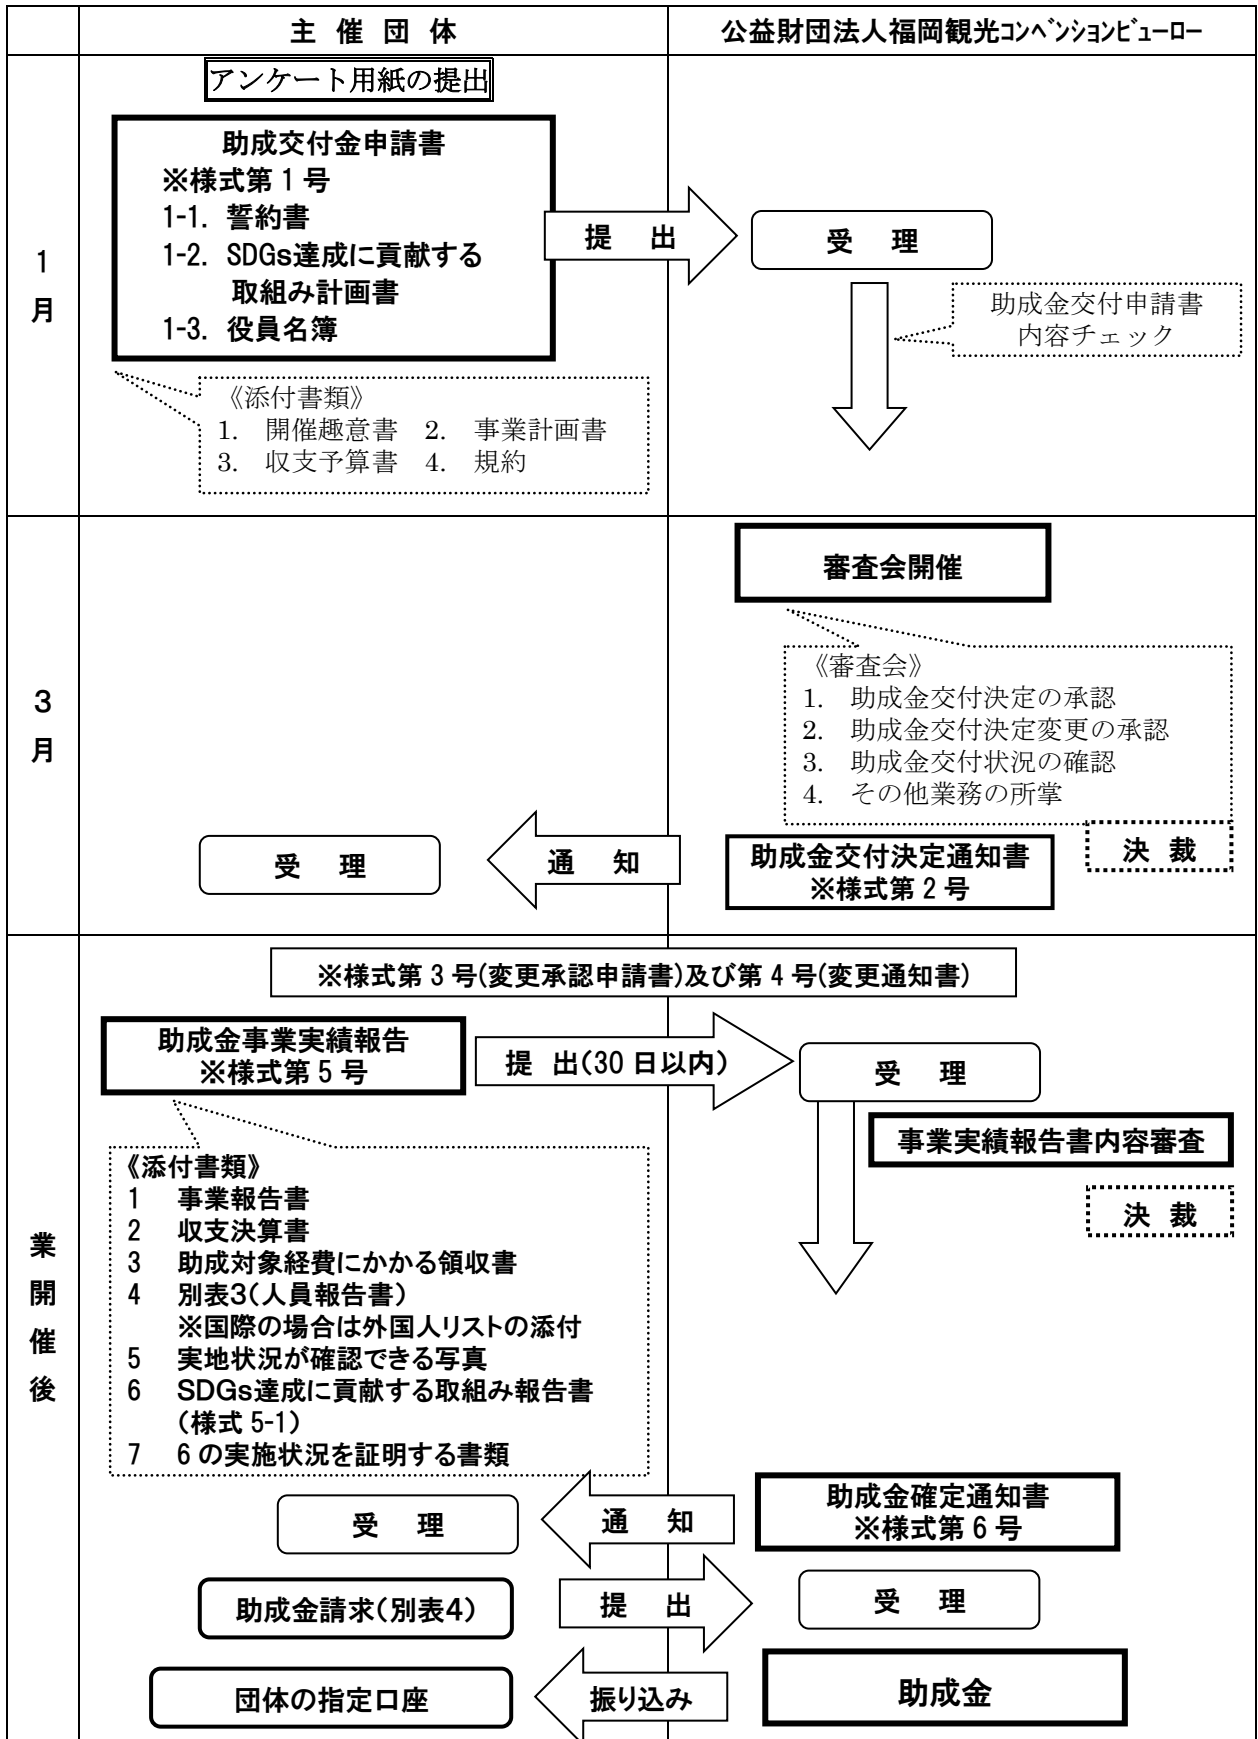 主 催 団 体
公益財団法人福岡観光ｺﾝﾍﾞﾝｼｮﾝﾋﾞｭｰﾛｰ
1
月
アンケート用紙の提出
助成交付金申請書
※様式第 1 号
1-1. 誓約書
1-2. SDGs達成に貢献する
取組み計画書
1-3. 役員名簿
提 出
受 理
助成金交付申請書
内容チェック
《添付書類》
1. 開催趣意書 2. 事業計画書
3. 収支予算書 4. 規約
3
月
審査会開催
《審査会》
1. 助成金交付決定の承認
2. 助成金交付決定変更の承認
3. 助成金交付状況の確認
4. その他業務の所掌
決 裁
助成金交付決定通知書
※様式第 2 号
通 知
受 理
業
開
催
後
※様式第 3 号(変更承認申請書)及び第 4 号(変更通知書)
助成金事業実績報告
※様式第 5 号
提 出(30 日以内)
受 理
事業実績報告書内容審査
決 裁
《添付書類》
1 事業報告書
2 収支決算書
3 助成対象経費にかかる領収書
4 別表3(人員報告書)
※国際の場合は外国人リストの添付
5 実地状況が確認できる写真
6 SDGs達成に貢献する取組み報告書
(様式 5-1)
7 6 の実施状況を証明する書類
助成金確定通知書
※様式第 6 号
通 知
受 理
助成金請求(別表4)
提 出
受 理
助成金
振り込み
団体の指定口座